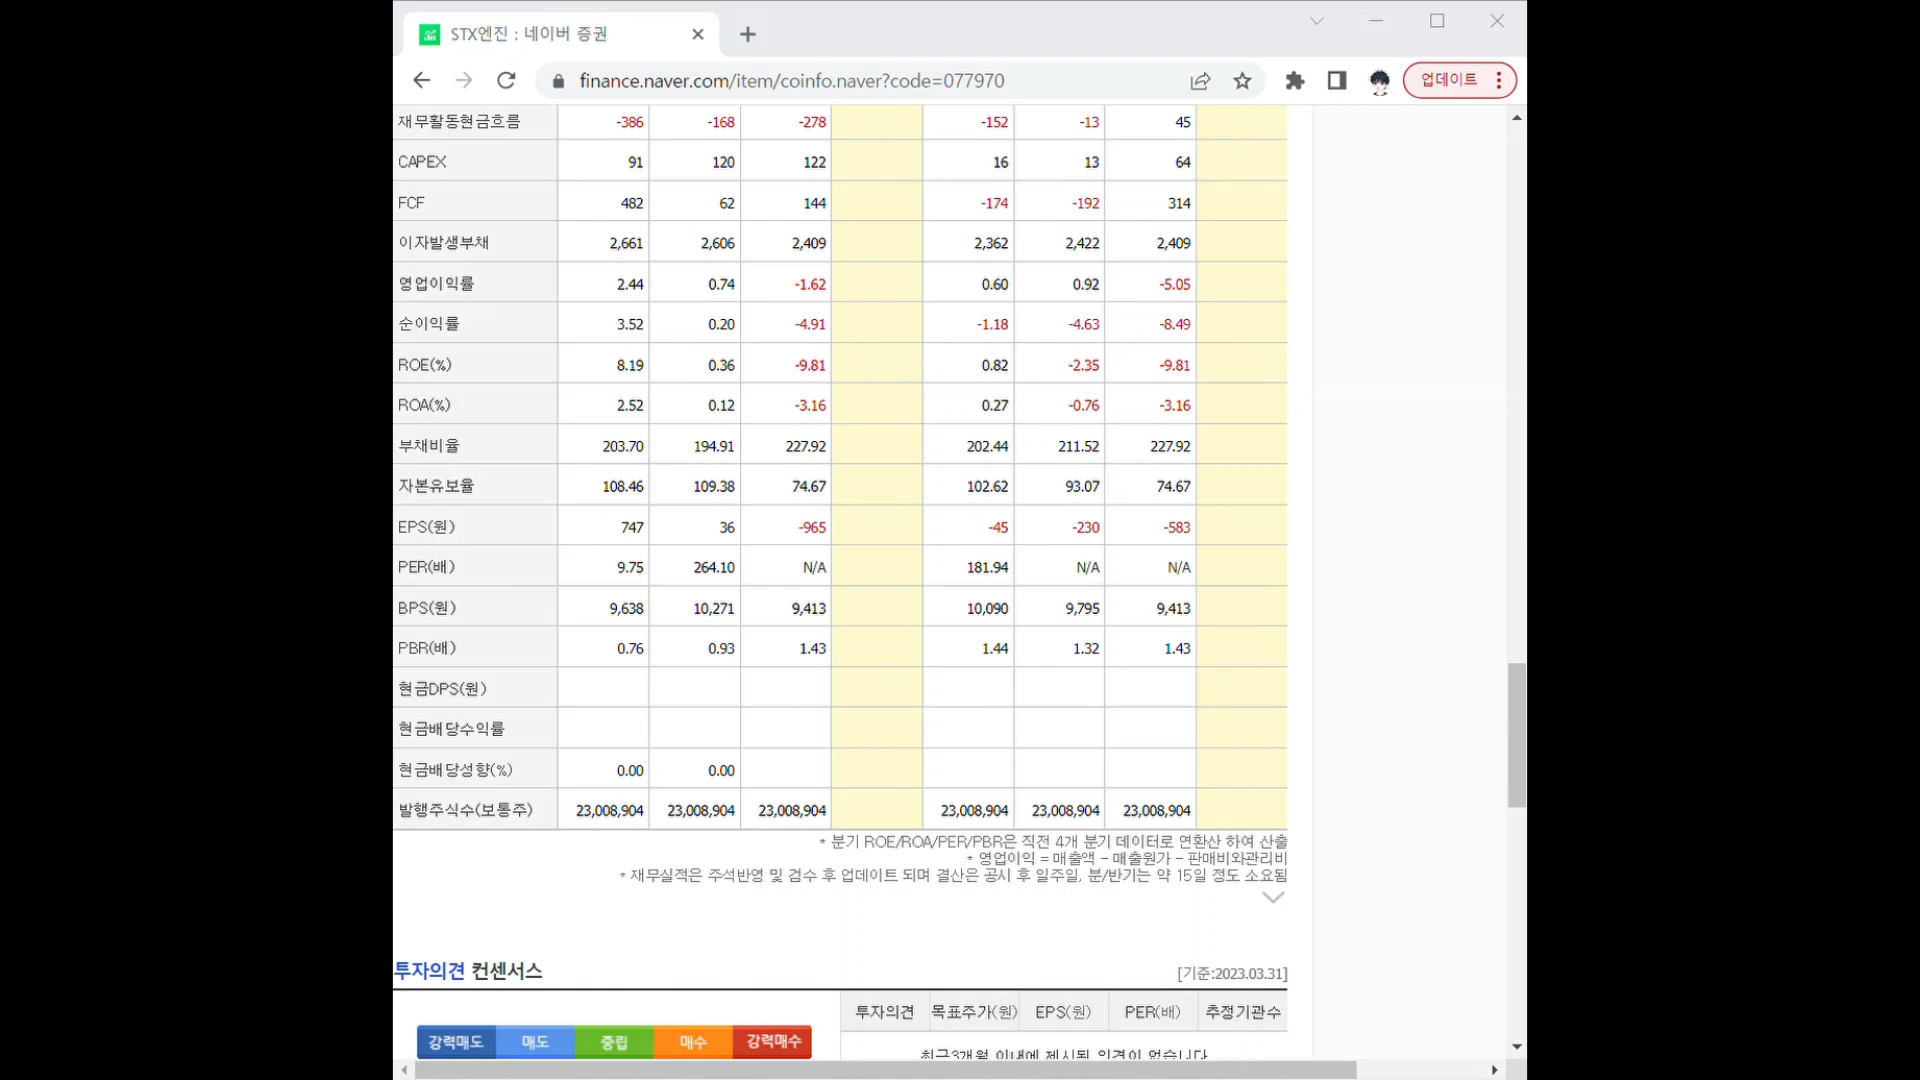 STX엔진 : 네이버 증권
finance.naver.com/item/coinfo.naver?code=077970
업데이트
재무활동현금흐름 -386 -168 -278 -152 -13 45
CAPEX 91 120 122 16 13 64
FCF 482 62 144 -174 -192 314
이자발생부채 2,661 2,606 2,409 2,362 2,422 2,409
영업이익률 2.44 0.74 -1.62 0.60 0.92 -5.05
순이익률 3.52 0.20 -4.91 -1.18 -4.63 -8.49
ROE(%) 8.19 0.36 -9.81 0.82 -2.35 -9.81
ROA(%) 2.52 0.12 -3.16 0.27 -0.76 -3.16
부채비율 203.70 194.91 227.92 202.44 211.52 227.92
자본유보율 108.46 109.38 74.67 102.62 93.07 74.67
EPS(원) 747 36 -965 -45 -230 -583
PER(배) 9.75 264.10 N/A 181.94 N/A N/A
BPS(원) 9,638 10,271 9,413 10,090 9,795 9,413
PBR(배) 0.76 0.93 1.43 1.44 1.32 1.43
현금DPS(원)
현금배당수익률
현금배당성향(%) 0.00 0.00
발행주식수(보통주) 23,008,904 23,008,904 23,008,904 23,008,904 23,008,904 23,008,904
* 분기 ROE/ROA/PER/PBR은 직전 4개 분기 데이터로 연환산 하여 산출
* 영업이익 = 매출액 - 매출원가 - 판매비와관리비
* 재무실적은 주석반영 및 검수 후 업데이트 되며 결산은 공시 후 일주일, 분/반기는 약 15일 정도 소요됨
투자의견 컨센서스 [기준:2023.03.31]
투자의견 목표주가(원) EPS(원) PER(배) 추정기관수
강력매도 매도 중립 매수 강력매수
최근3개월 이내에 제시된 의견이 없습니다